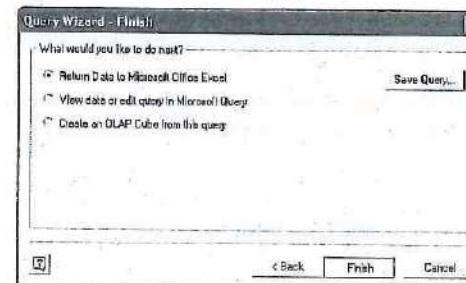 Query Wizard - Finish
What would you like to do next?
Return Data to Microsoft Office Excel
Save Query...
View data or edit query in Microsoft Query
Create an OLAP Cube from this query
?
< Back
Finish
Cancel